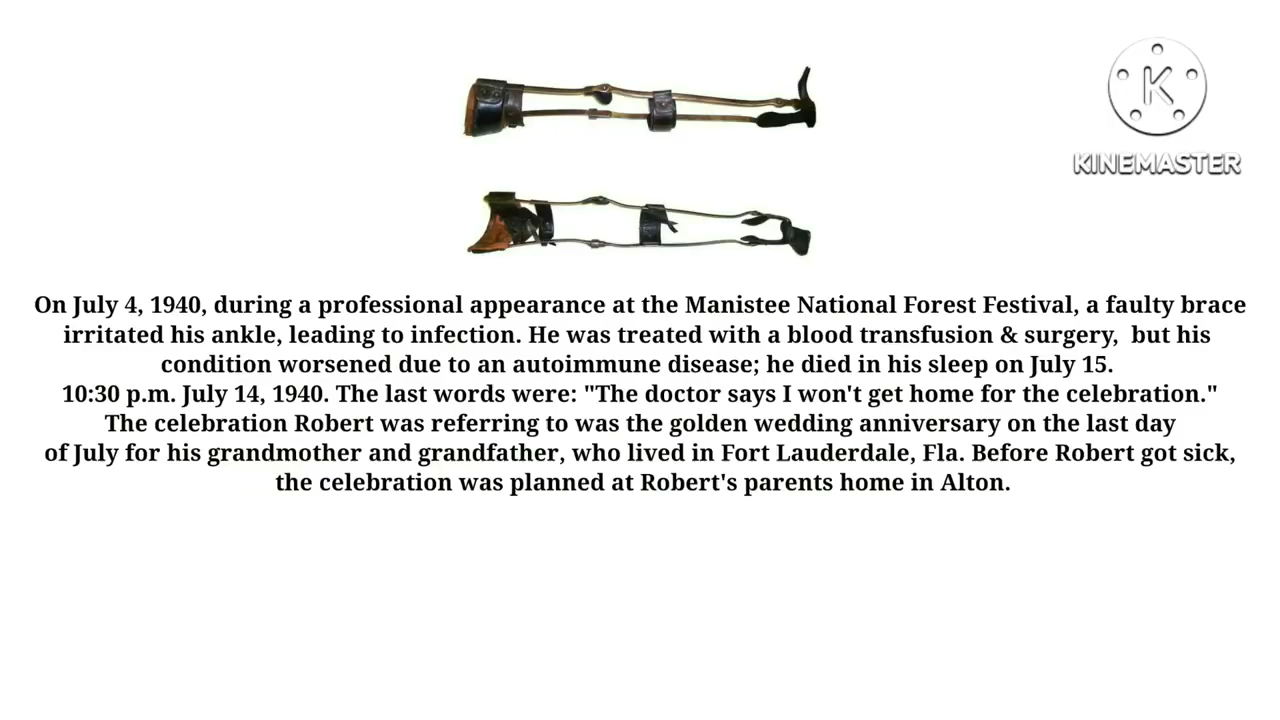 K
KINEMASTER
On July 4, 1940, during a professional appearance at the Manistee National Forest Festival, a faulty brace
irritated his ankle, leading to infection. He was treated with a blood transfusion & surgery,  but his
condition worsened due to an autoimmune disease; he died in his sleep on July 15.
10:30 p.m. July 14, 1940. The last words were: "The doctor says I won't get home for the celebration."
The celebration Robert was referring to was the golden wedding anniversary on the last day
of July for his grandmother and grandfather, who lived in Fort Lauderdale, Fla. Before Robert got sick,
the celebration was planned at Robert's parents home in Alton.